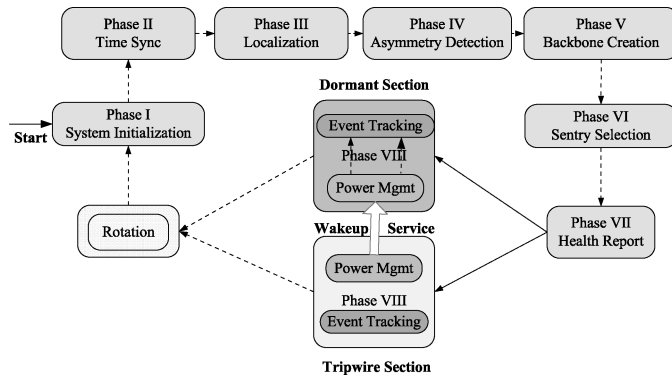 Phase II
Time Sync
Phase III
Localization
Phase IV
Asymmetry Detection
Phase V
Backbone Creation
Start
Phase I
System Initialization
Dormant Section
Event Tracking
Phase VIII
Power Mgmt
Phase VI
Sentry Selection
Rotation
Wakeup Service
Phase VII
Health Report
Power Mgmt
Phase VIII
Event Tracking
Tripwire Section